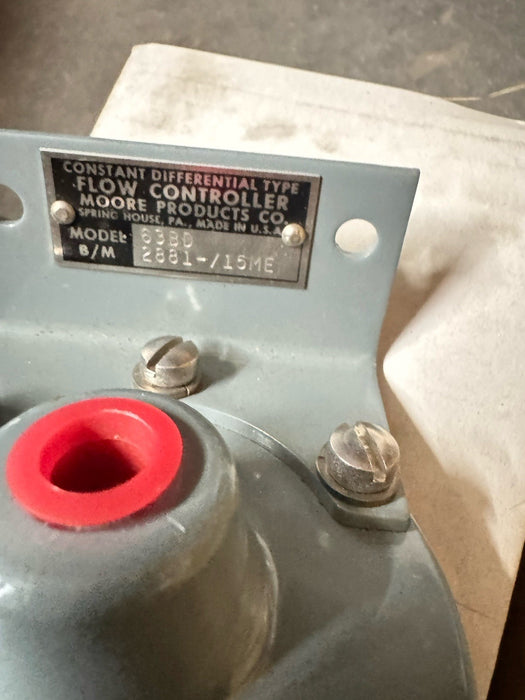 CONSTANT DIFFERENTIAL TYPE
FLOW CONTROLLER
MOORE PRODUCTS CO.
SPRING HOUSE, PA., MADE IN U.S.A.
MODEL 63BD
B/M 2881-/15ME